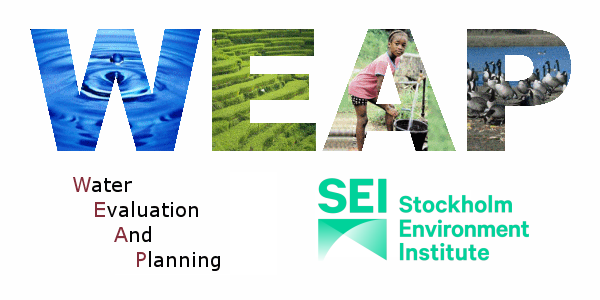 WEAP
Water
Evaluation
And
Planning
SEI Stockholm
Environment
Institute